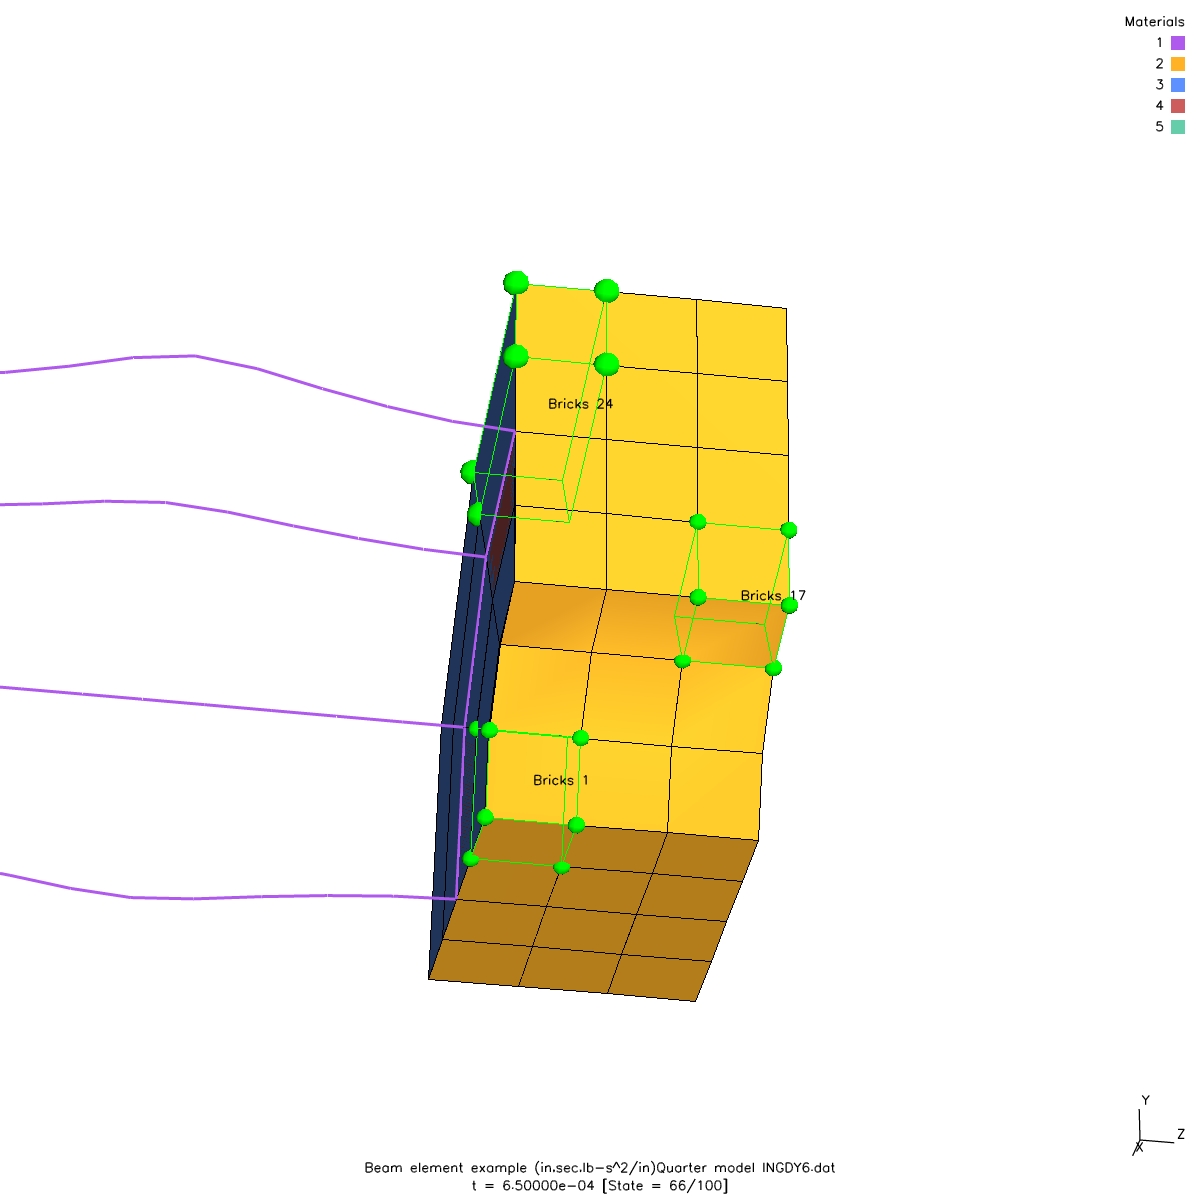 Materials
1
2
3
4
5
Bricks 24
Bricks 17
Bricks 1
Y
Z
X
Beam element example (in.sec.lb-s^2/in)Quarter model INGDY6.dat
t = 6.50000e-04 [State = 66/100]